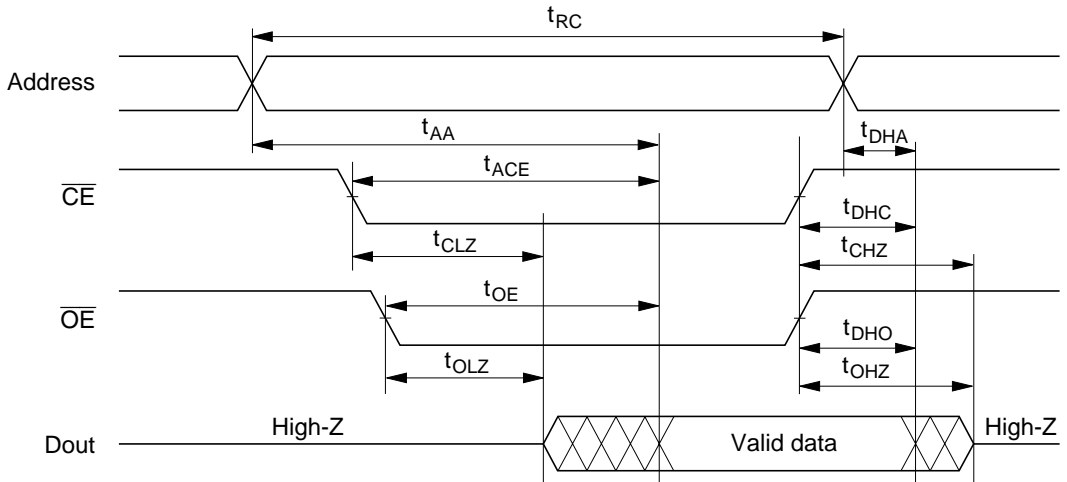 tRC
Address
tAA
tDHA
tACE
CE
tDHC
tCLZ
tCHZ
tOE
OE
tDHO
tOLZ
tOHZ
High-Z
Dout
Valid data
High-Z